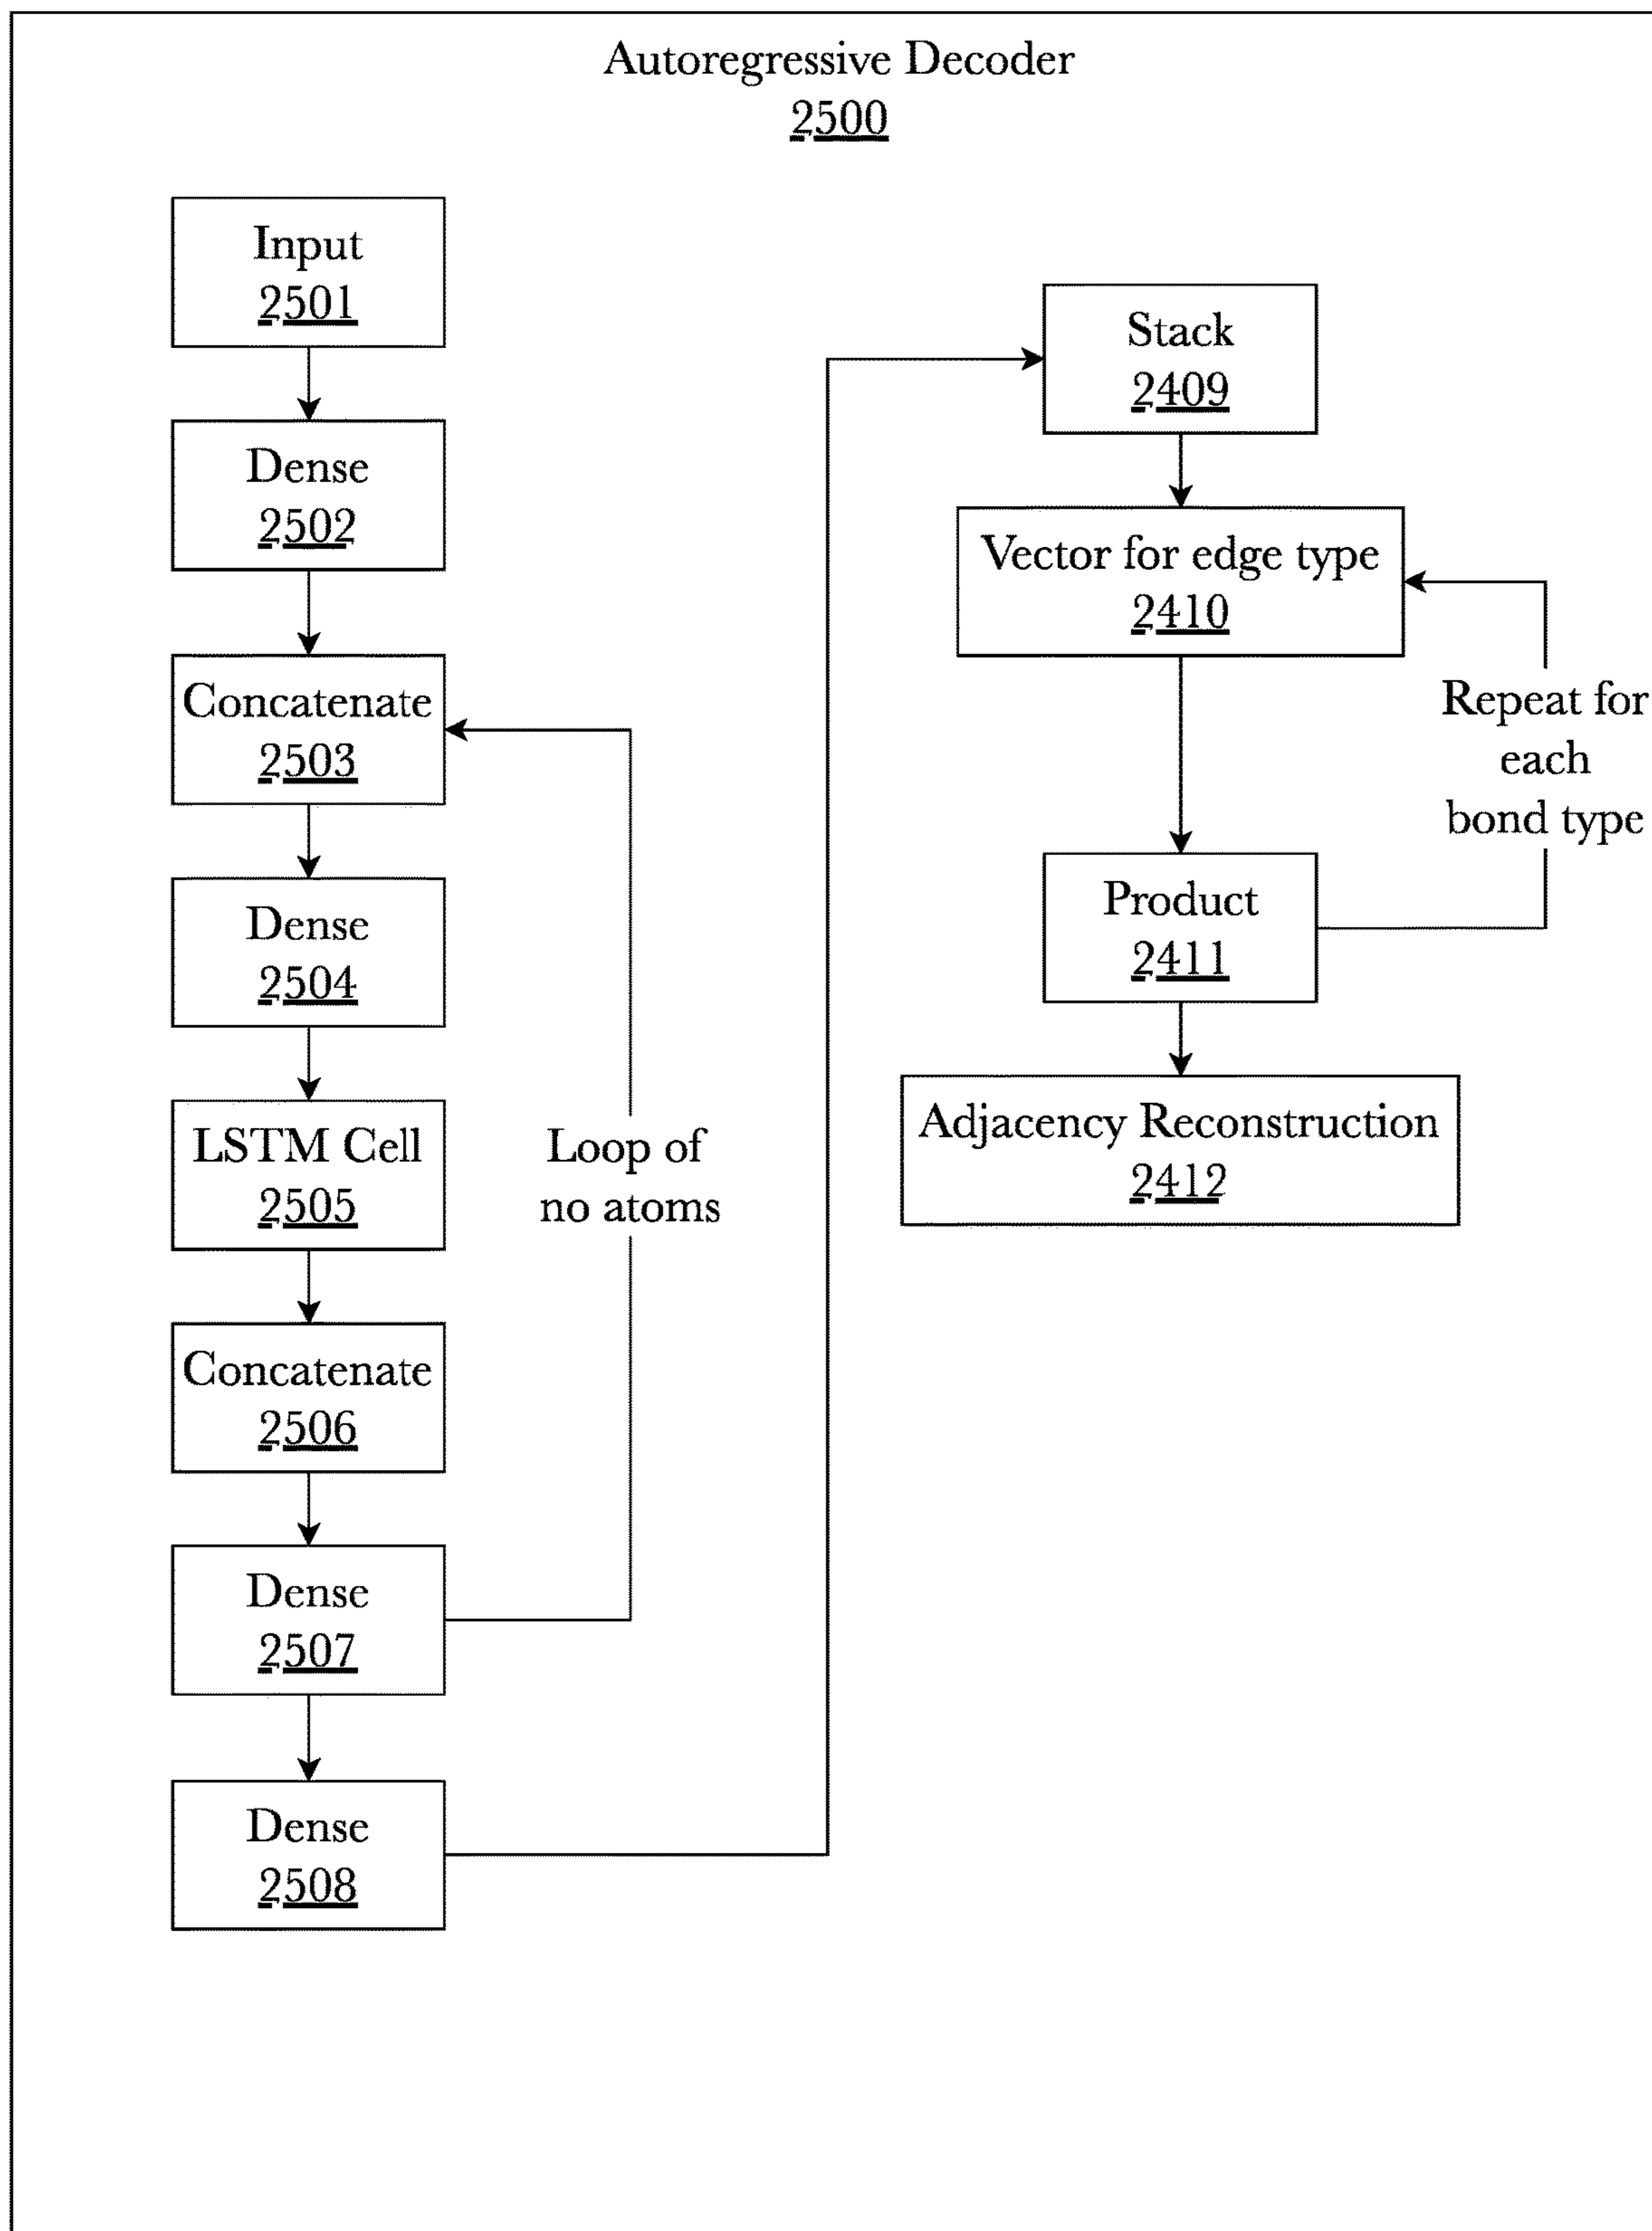 Autoregressive Decoder
2500
Input
2501
Dense
2502
Concatenate
2503
Dense
2504
LSTM Cell
2505
Concatenate
2506
Dense
2507
Dense
2508
Loop of
no atoms
Stack
2409
Vector for edge type
2410
Repeat for
each
bond type
Product
2411
Adjacency Reconstruction
2412